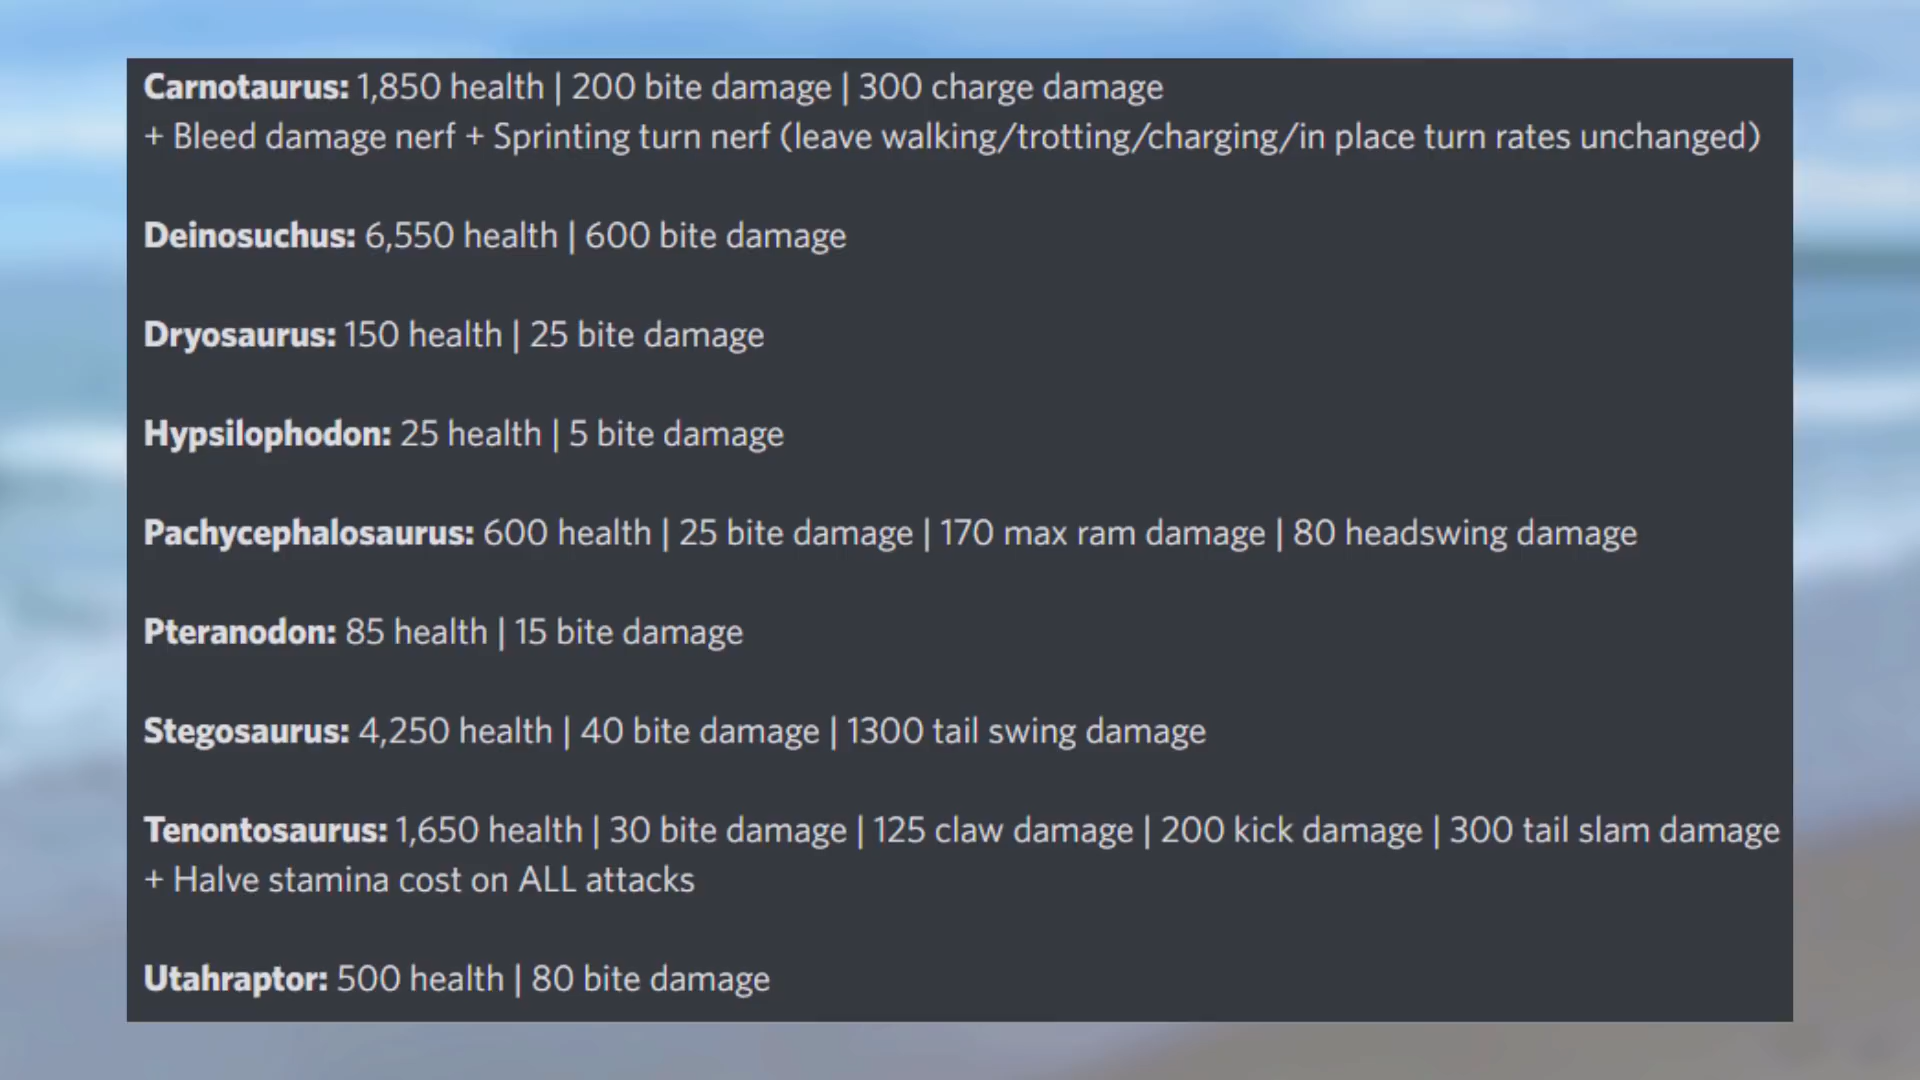 Carnotaurus: 1,850 health | 200 bite damage | 300 charge damage
+ Bleed damage nerf + Sprinting turn nerf (leave walking/trotting/charging/in place turn rates unchanged)
Deinosuchus: 6,550 health | 600 bite damage
Dryosaurus: 150 health | 25 bite damage
Hypsilophodon: 25 health | 5 bite damage
Pachycephalosaurus: 600 health | 25 bite damage | 170 max ram damage | 80 headswing damage
Pteranodon: 85 health | 15 bite damage
Stegosaurus: 4,250 health | 40 bite damage | 1300 tail swing damage
Tenontosaurus: 1,650 health | 30 bite damage | 125 claw damage | 200 kick damage | 300 tail slam damage
+ Halve stamina cost on ALL attacks
Utahraptor: 500 health | 80 bite damage